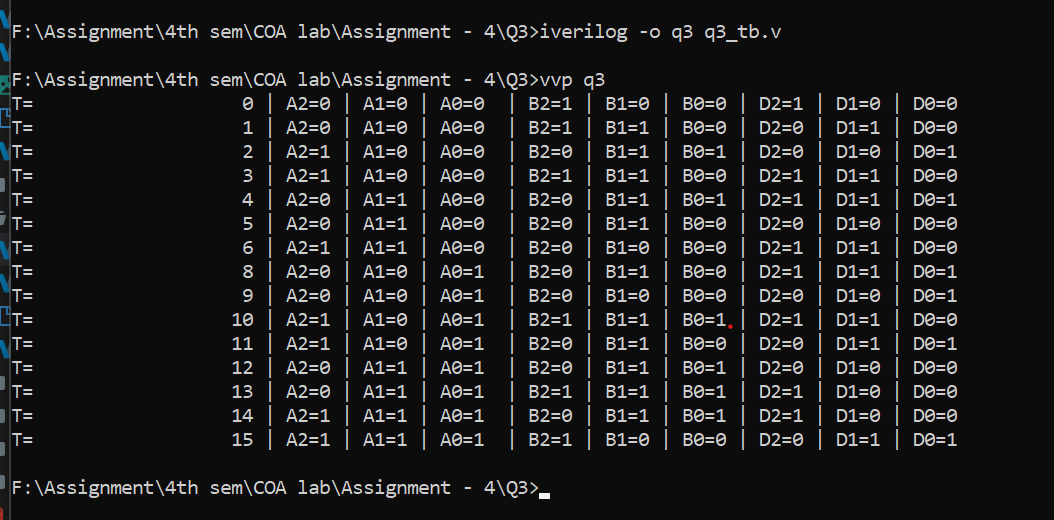 F:\Assignment\4th sem\COA lab\Assignment - 4\Q3>iverilog -o q3 q3_tb.v
F:\Assignment\4th sem\COA lab\Assignment - 4\Q3>vvp q3
T=                   0 | A2=0 | A1=0 | A0=0  | B2=1 | B1=0 | B0=0 | D2=1 | D1=0 | D0=0
T=                   1 | A2=0 | A1=0 | A0=0  | B2=1 | B1=1 | B0=0 | D2=0 | D1=1 | D0=0
T=                   2 | A2=1 | A1=0 | A0=0  | B2=0 | B1=0 | B0=1 | D2=0 | D1=0 | D0=1
T=                   3 | A2=1 | A1=0 | A0=0  | B2=1 | B1=1 | B0=0 | D2=1 | D1=1 | D0=0
T=                   4 | A2=0 | A1=1 | A0=0  | B2=0 | B1=0 | B0=1 | D2=1 | D1=1 | D0=1
T=                   5 | A2=0 | A1=1 | A0=0  | B2=1 | B1=0 | B0=0 | D2=0 | D1=0 | D0=0
T=                   6 | A2=1 | A1=1 | A0=0  | B2=1 | B1=0 | B0=0 | D2=1 | D1=1 | D0=0
T=                   8 | A2=0 | A1=0 | A0=1  | B2=0 | B1=1 | B0=0 | D2=1 | D1=1 | D0=1
T=                   9 | A2=0 | A1=0 | A0=1  | B2=0 | B1=0 | B0=0 | D2=0 | D1=0 | D0=1
T=                  10 | A2=1 | A1=0 | A0=1  | B2=1 | B1=1 | B0=1 | D2=1 | D1=1 | D0=0
T=                  11 | A2=1 | A1=0 | A0=1  | B2=0 | B1=1 | B0=0 | D2=0 | D1=1 | D0=1
T=                  12 | A2=0 | A1=1 | A0=1  | B2=0 | B1=1 | B0=1 | D2=0 | D1=0 | D0=0
T=                  13 | A2=0 | A1=1 | A0=1  | B2=1 | B1=1 | B0=1 | D2=1 | D1=0 | D0=0
T=                  14 | A2=1 | A1=1 | A0=1  | B2=0 | B1=1 | B0=1 | D2=1 | D1=0 | D0=0
T=                  15 | A2=1 | A1=1 | A0=1  | B2=1 | B1=0 | B0=0 | D2=0 | D1=1 | D0=1
F:\Assignment\4th sem\COA lab\Assignment - 4\Q3>